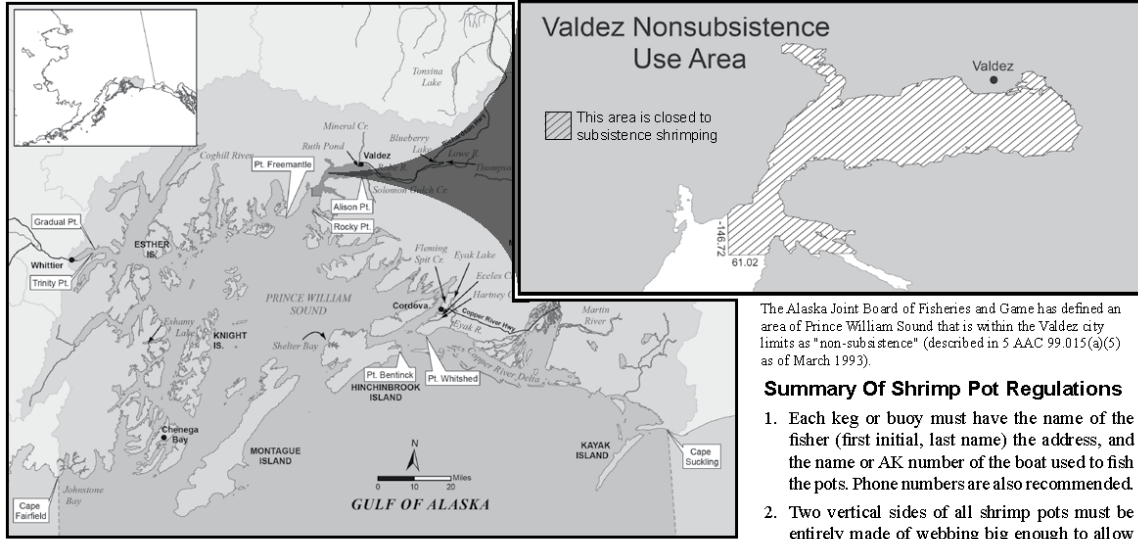 Valdez Nonsubsistence
Use Area
This area is closed to
subsistence shrimping
Valdez
-146.72
61.02
Tonsina
Lake
Richardson Hwy
Mineral Cr.
Blueberry
Lake
Ruth Pond
Valdez
Lowe R.
Robe R.
Thompson
Solomon Gulch Cr.
Coghill River
Pt. Freemantle
Alison Pt.
Rocky Pt.
Gradual Pt.
ESTHER
IS.
Whittier
Trinity Pt.
Fleming
Spit Cr.
Eyak Lake
Eccles C
Hartney C
PRINCE WILLIAM
SOUND
Cordova
Copper River Hwy
Eyak R.
Martin
River
Eshamy
Lake
KNIGHT
IS.
Shelter Bay
Copper River Delta
Pt. Bentinck
Pt. Whitshed
HINCHINBROOK
ISLAND
Chenega
Bay
MONTAGUE
ISLAND
KAYAK
ISLAND
Cape
Suckling
N
Miles
0 10 20
GULF OF ALASKA
Johnstone
Bay
Cape
Fairfield
The Alaska Joint Board of Fisheries and Game has defined an
area of Prince William Sound that is within the Valdez city
limits as "non-subsistence" (described in 5 AAC 99.015(a)(5)
as of March 1993).
Summary Of Shrimp Pot Regulations
1. Each keg or buoy must have the name of the
fisher (first initial, last name) the address, and
the name or AK number of the boat used to fish
the pots. Phone numbers are also recommended.
2. Two vertical sides of all shrimp pots must be
entirely made of webbing big enough to allow